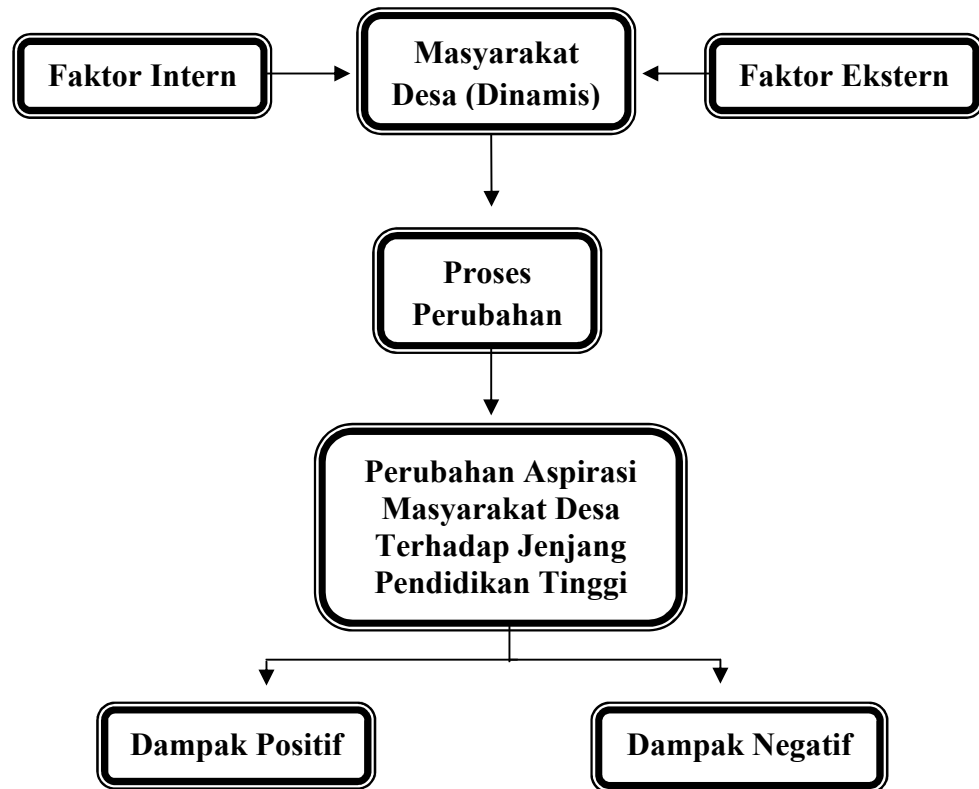 Faktor Intern
Masyarakat
Desa (Dinamis)
Faktor Ekstern
Proses
Perubahan
Perubahan Aspirasi
Masyarakat Desa
Terhadap Jenjang
Pendidikan Tinggi
Dampak Positif
Dampak Negatif